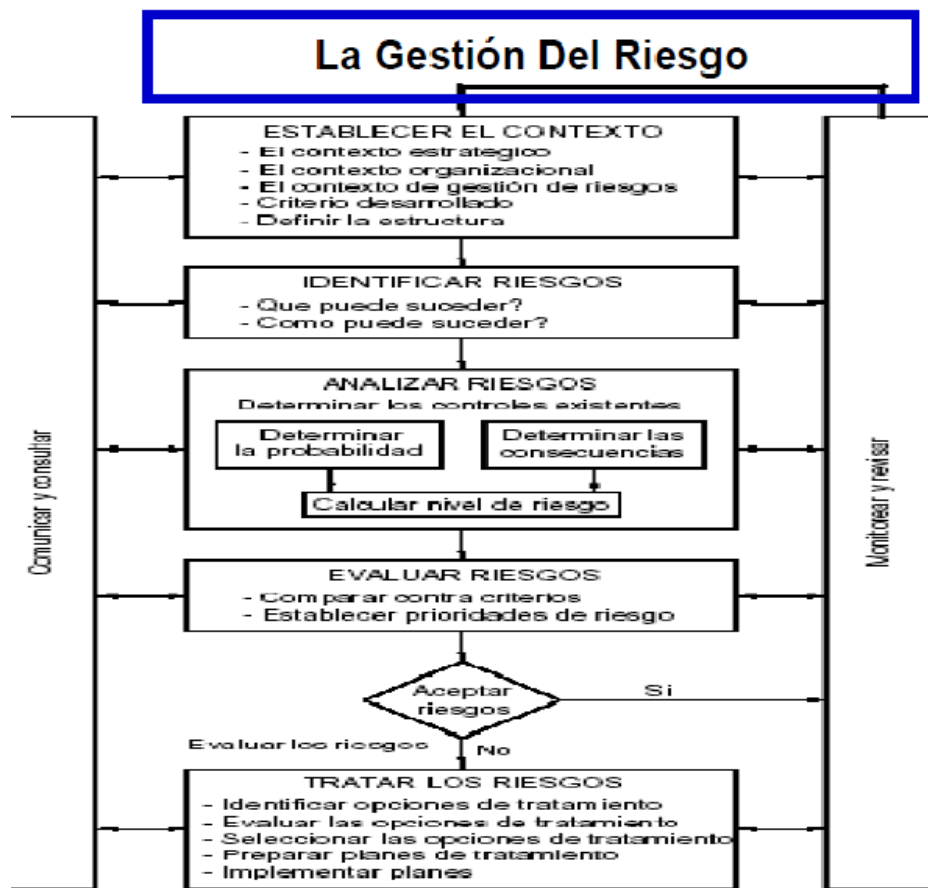 La Gestión Del Riesgo
ESTABLECER EL CONTEXTO
- El contexto estrategico
- El contexto organizacional
- El contexto de gestión de riesgos
- Criterio desarrollado
- Definir la estructura
IDENTIFICAR RIESGOS
- Que puede suceder?
- Como puede suceder?
ANALIZAR RIESGOS
Determinar los controles existentes
Determinar
la probabilidad
Determinar las
consecuencias
Calcular nivel de riesgo
EVALUAR RIESGOS
- Comparar contra criterios
- Establecer prioridades de riesgo
Aceptar
riesgos
Si
Evaluar los riesgos
No
TRATAR LOS RIESGOS
- Identificar opciones de tratamiento
- Evaluar las opciones de tratamiento
- Seleccionar las opciones de tratamiento
- Preparar planes de tratamiento
- Implementar planes
Comunicar y consultar
Monitorear y revisar